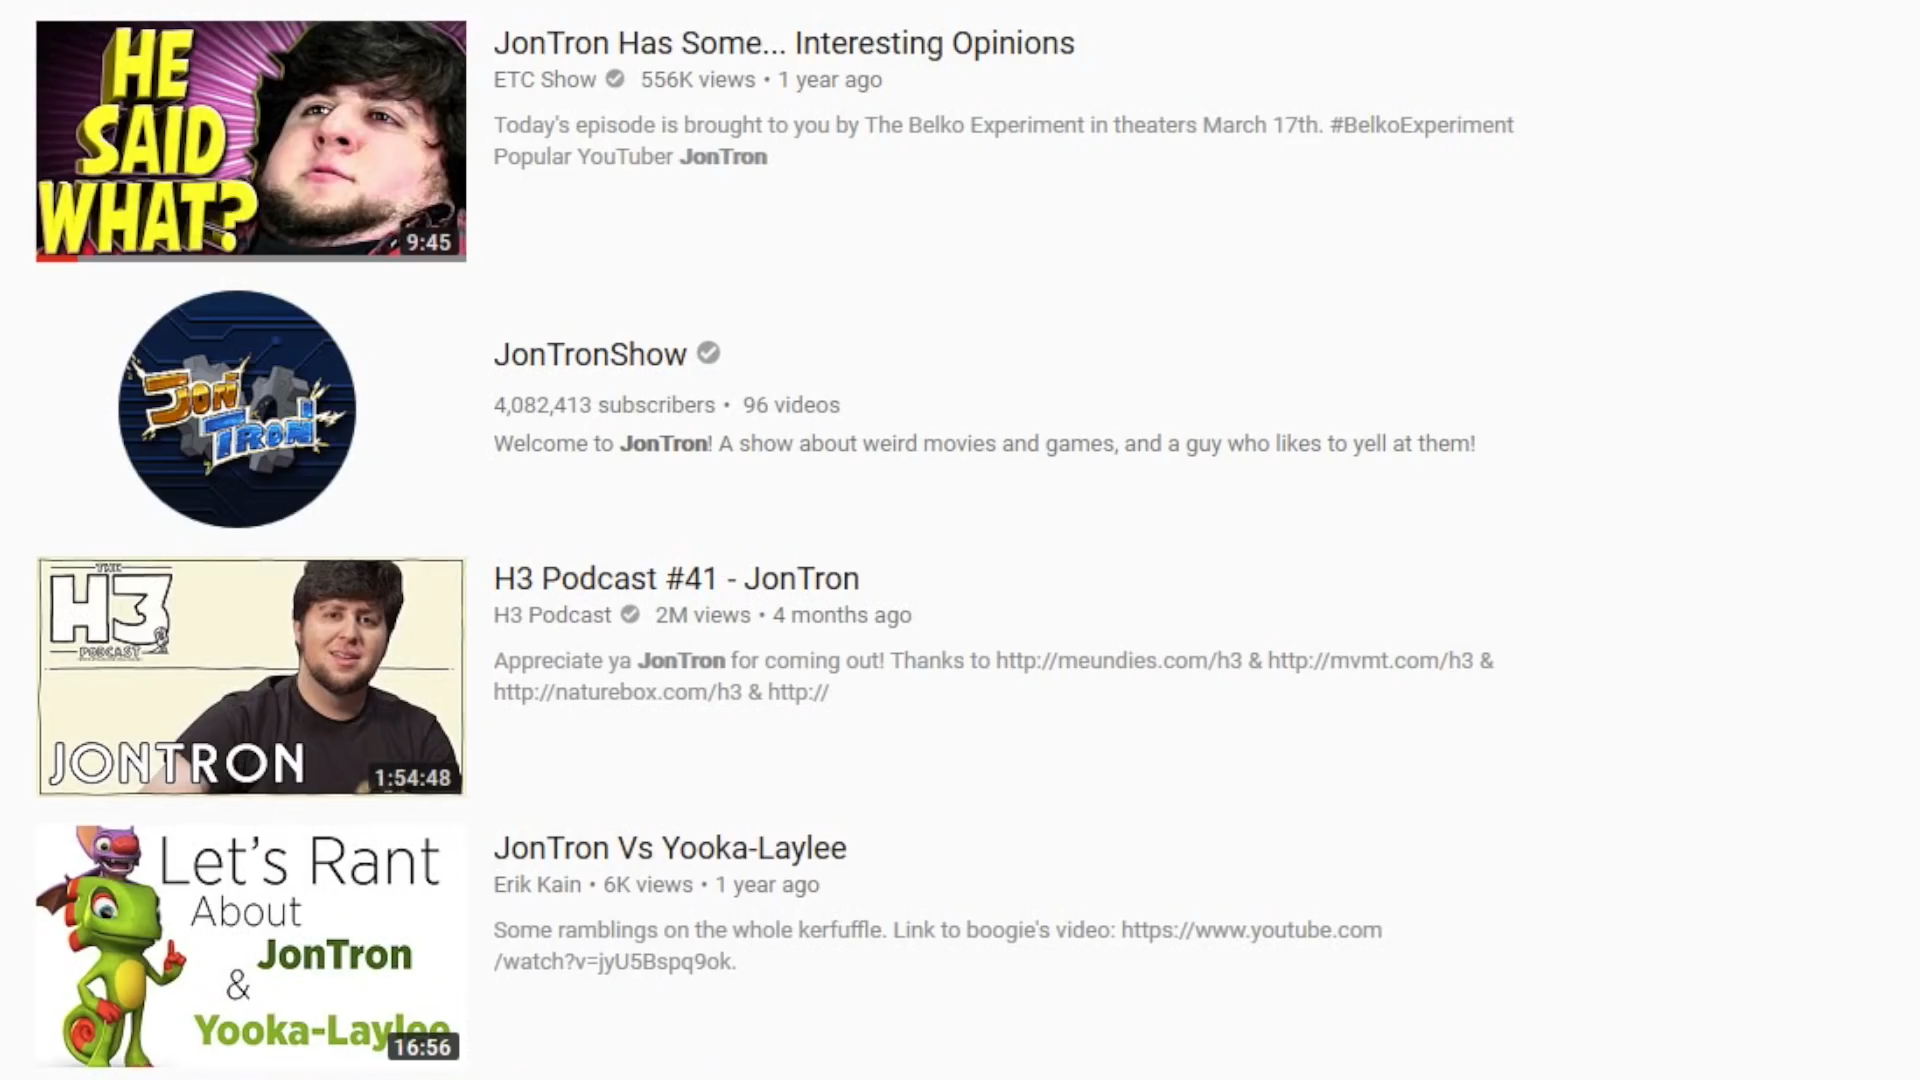 HE
SAID
WHAT?
9:45
JonTron Has Some... Interesting Opinions
ETC Show 556K views • 1 year ago
Today's episode is brought to you by The Belko Experiment in theaters March 17th. #BelkoExperiment
Popular YouTuber JonTron
JON
TRON
JonTronShow
4,082,413 subscribers • 96 videos
Welcome to JonTron! A show about weird movies and games, and a guy who likes to yell at them!
THE
H3
PODCAST
JONTRON
1:54:48
H3 Podcast #41 - JonTron
H3 Podcast 2M views • 4 months ago
Appreciate ya JonTron for coming out! Thanks to http://meundies.com/h3 & http://mvmt.com/h3 &
http://naturebox.com/h3 & http://
Let's Rant
About
JonTron
&
Yooka-Laylee
16:56
JonTron Vs Yooka-Laylee
Erik Kain • 6K views • 1 year ago
Some ramblings on the whole kerfuffle. Link to boogie's video: https://www.youtube.com
/watch?v=jyU5Bspq9ok.